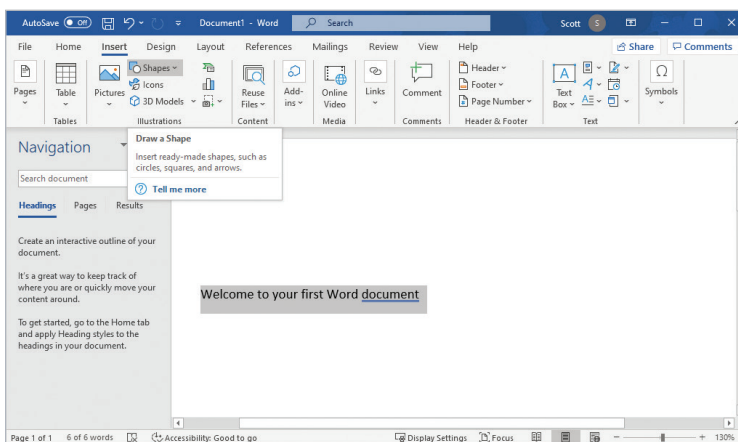 AutoSave Off Document1 - Word Search Scott S
File Home Insert Design Layout References Mailings Review View Help Share Comments
Pages
Table
Tables
Pictures
Shapes
Icons
3D Models
Illustrations
Reuse
Files
Content
Add-
ins
Online
Video
Media
Links
Comment
Comments
Header
Footer
Page Number
Header & Footer
A
Text
Box
Text
Ω
Symbols
Draw a Shape
Insert ready-made shapes, such as
circles, squares, and arrows.
? Tell me more
Navigation
Search document
Headings Pages Results
Create an interactive outline of your
document.
It's a great way to keep track of
where you are or quickly move your
content around.
To get started, go to the Home tab
and apply Heading styles to the
headings in your document.
Welcome to your first Word document
Page 1 of 1 6 of 6 words Accessibility: Good to go Display Settings Focus 130%